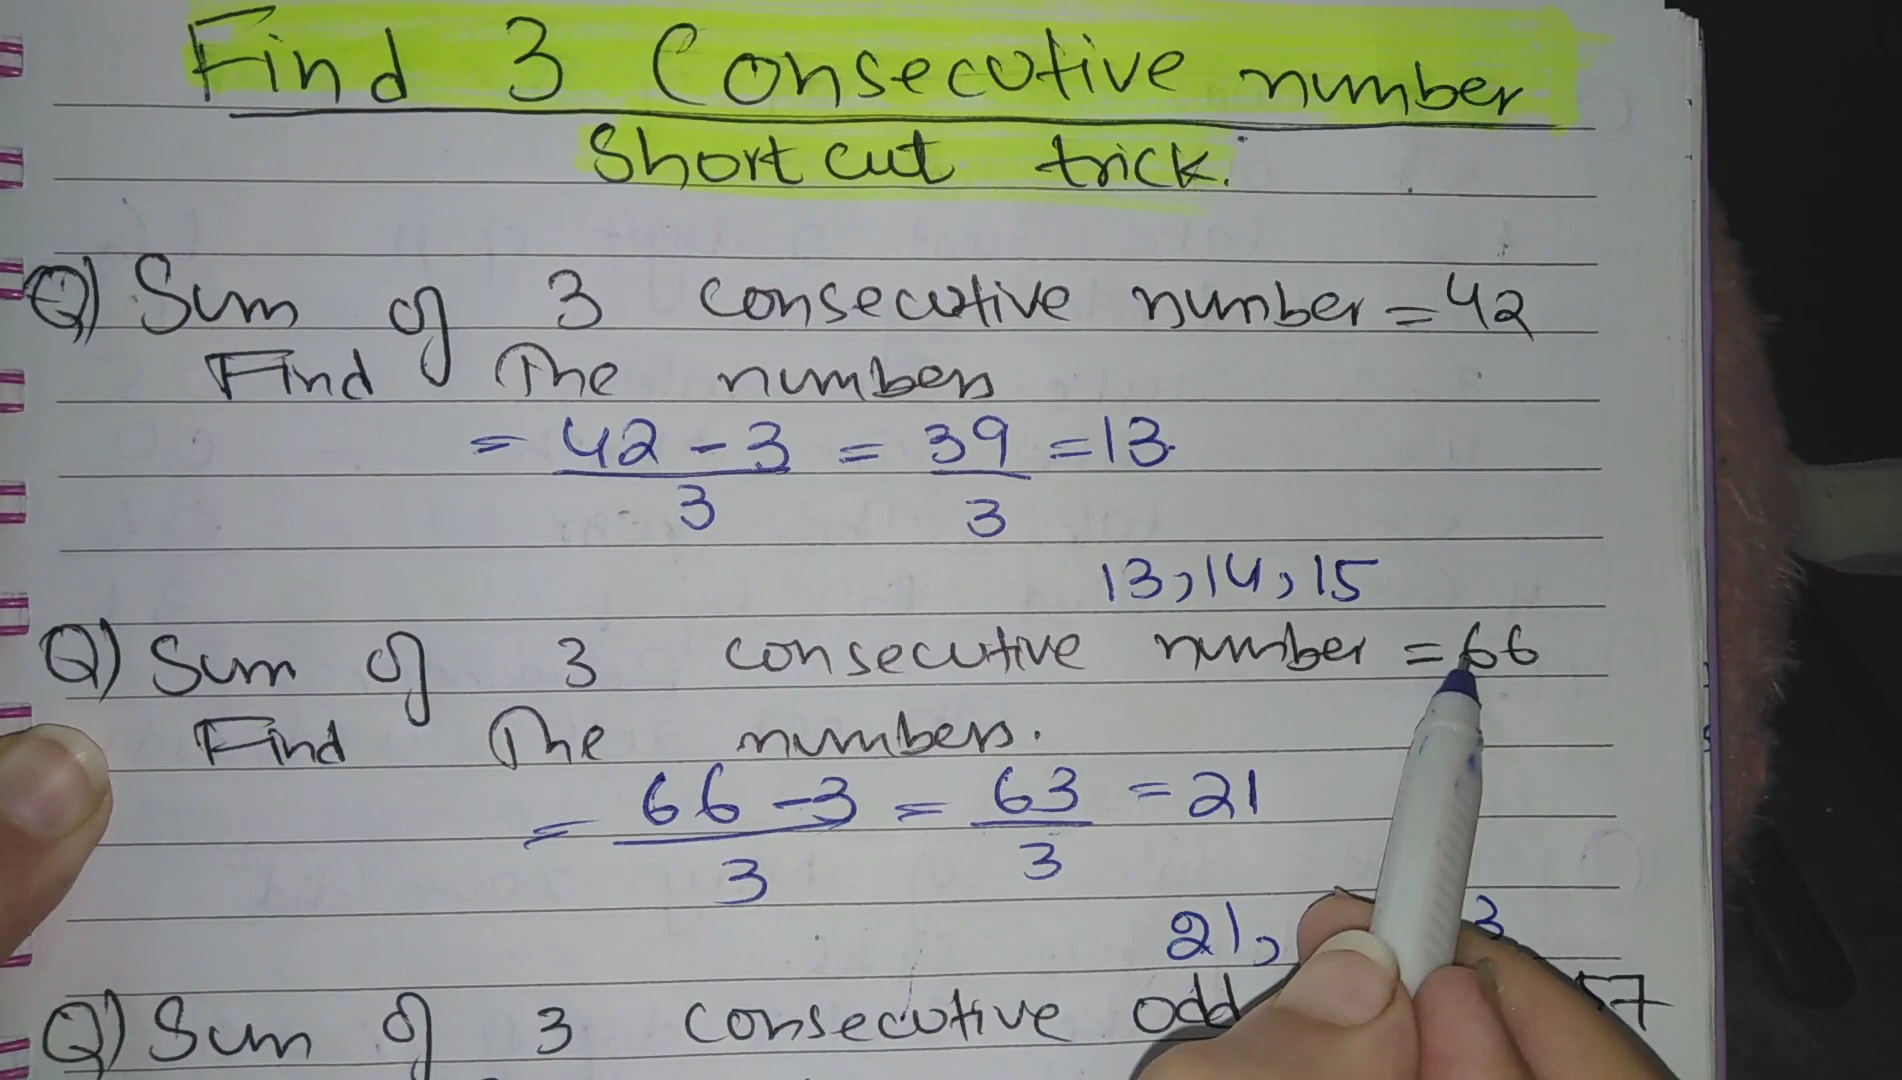 Find 3 Consecutive number
Short cut trick.
Q) Sum of 3 consecutive number = 42
Find The numbers
= 42 - 3 = 39 = 13
3 3
13, 14, 15
Q) Sum of 3 consecutive number = 66
Find The numbers.
= 66 - 3 = 63 = 21
3 3
21, 3
Q) Sum of 3 consecutive odd 57